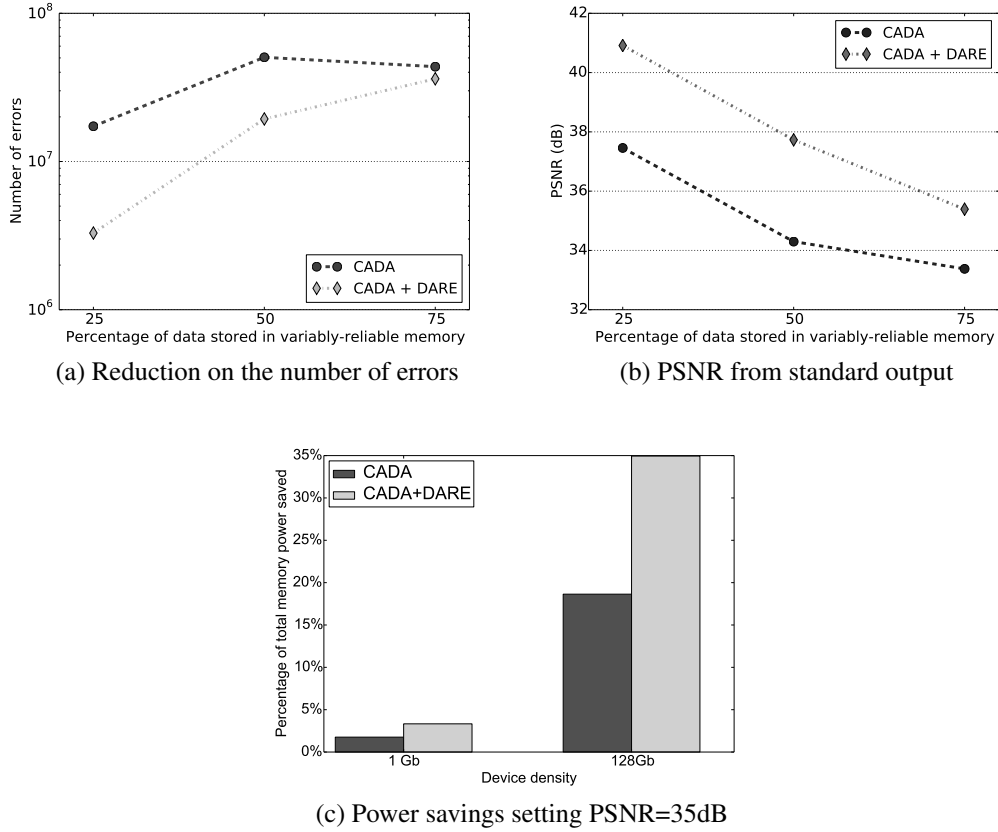 10^8
10^7
10^6
Number of errors
CADA
CADA + DARE
25 50 75
Percentage of data stored in variably-reliable memory
(a) Reduction on the number of errors
42
40
38
36
34
32
PSNR (dB)
CADA
CADA + DARE
25 50 75
Percentage of data stored in variably-reliable memory
(b) PSNR from standard output
35%
30%
25%
20%
15%
10%
5%
0%
Percentage of total memory power saved
CADA
CADA+DARE
1 Gb 128Gb
Device density
(c) Power savings setting PSNR=35dB